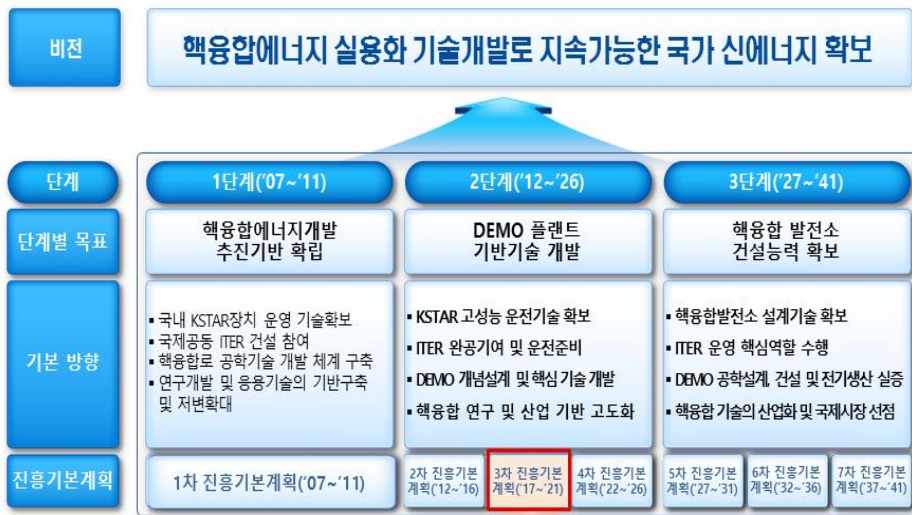 비전
핵융합에너지 실용화 기술개발로 지속가능한 국가 신에너지 확보
단계
1단계('07~'11)
2단계('12~'26)
3단계('27~'41)
단계별 목표
핵융합에너지개발
추진기반 확립
DEMO 플랜트
기반기술 개발
핵융합 발전소
건설능력 확보
기본 방향
▪ 국내 KSTAR장치 운영 기술확보
▪ 국제공동 ITER 건설 참여
▪ 핵융합로 공학기술 개발 체계 구축
▪ 연구개발 및 응용기술의 기반구축
및 저변확대
▪ KSTAR 고성능 운전기술 확보
▪ ITER 완공기여 및 운전준비
▪ DEMO 개념설계 및 핵심 기술 개발
▪ 핵융합 연구 및 산업 기반 고도화
▪ 핵융합발전소 설계기술 확보
▪ ITER 운영 핵심역할 수행
▪ DEMO 공학설계, 건설 및 전기생산 실증
▪ 핵융합 기술의 산업화 및 국제시장 선점
진흥기본계획
1차 진흥기본계획('07~'11)
2차 진흥기본
계획('12~'16)
3차 진흥기본
계획('17~'21)
4차 진흥기본
계획('22~'26)
5차 진흥기본
계획('27~'31)
6차 진흥기본
계획('32~'36)
7차 진흥기본
계획('37~'41)